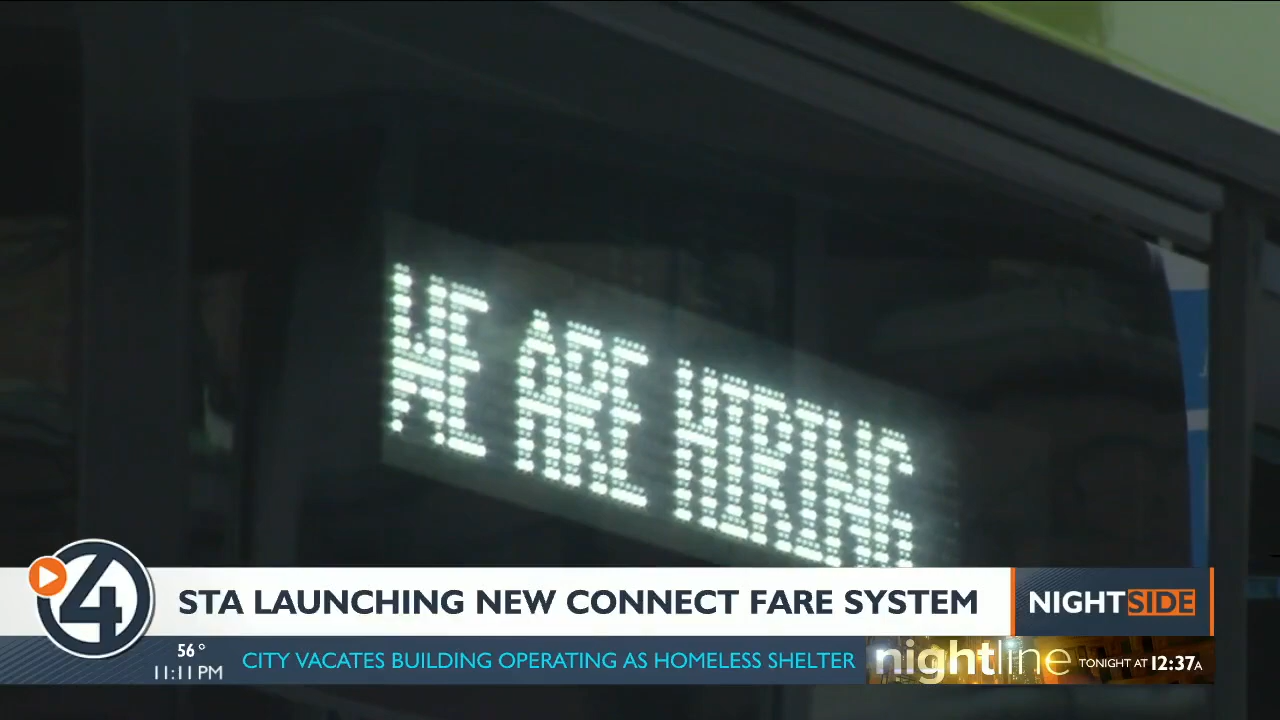 WE ARE HIRING
4
STA LAUNCHING NEW CONNECT FARE SYSTEM
NIGHTSIDE
56°
11:11 PM
CITY VACATES BUILDING OPERATING AS HOMELESS SHELTER
nightline
TONIGHT AT 12:37A